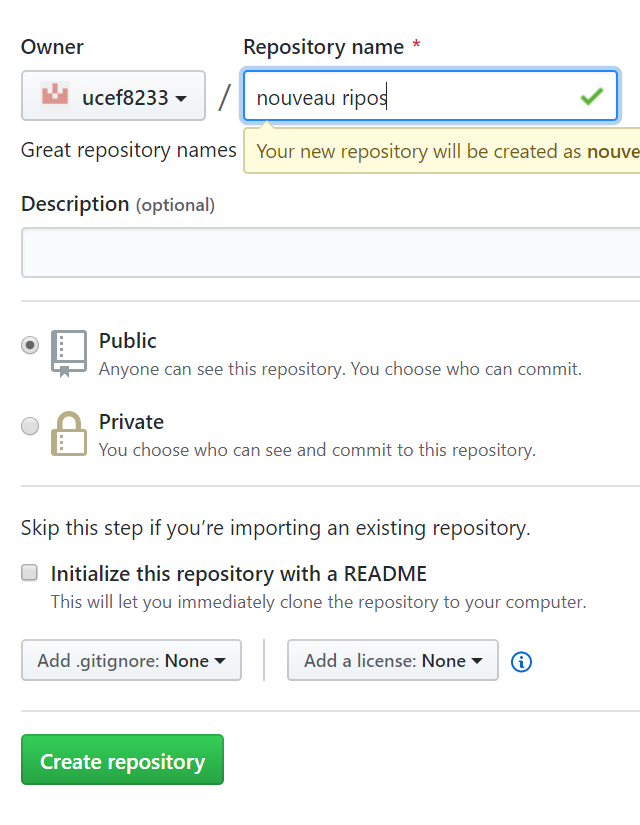 Owner
Repository name *
ucef8233 / nouveau ripos
Great repository names
Your new repository will be created as nouve
Description (optional)
Public
Anyone can see this repository. You choose who can commit.
Private
You choose who can see and commit to this repository.
Skip this step if you’re importing an existing repository.
Initialize this repository with a README
This will let you immediately clone the repository to your computer.
Add .gitignore: None
Add a license: None
Create repository